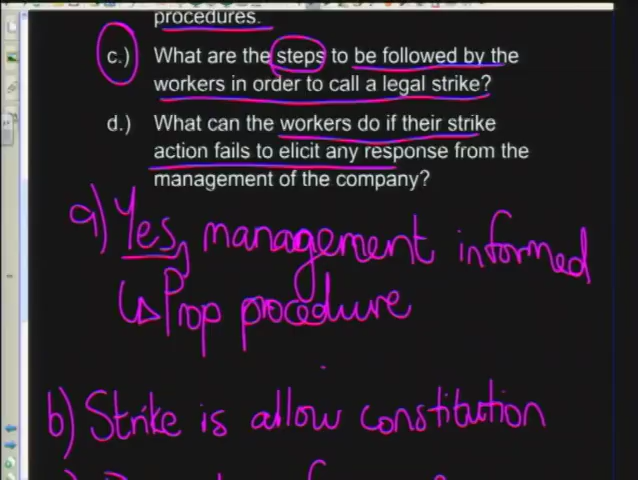 procedures.
c.) What are the steps to be followed by the
workers in order to call a legal strike?
d.) What can the workers do if their strike
action fails to elicit any response from the
management of the company?
a) Yes, management informed
↳ Prop procedure
b) Strike is allow constitution